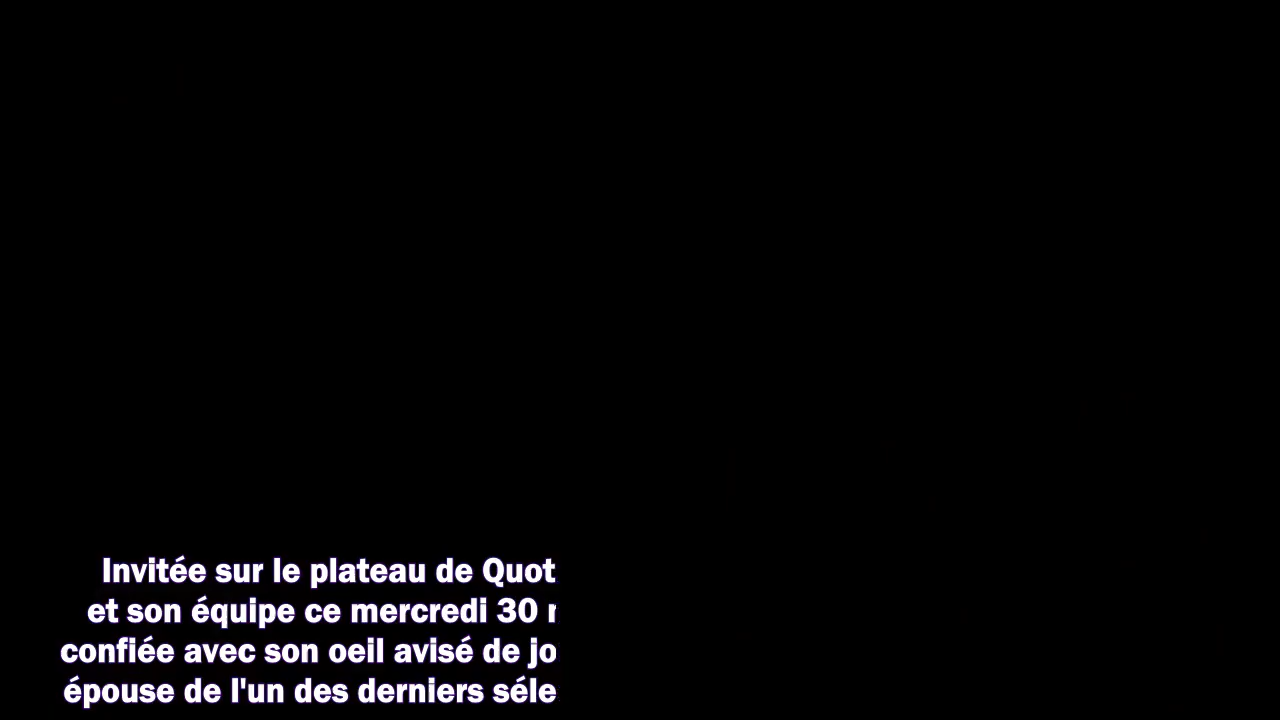 Invitée sur le plateau de Quot
et son équipe ce mercredi 30
confiée avec son oeil avisé de jo
épouse de l'un des derniers séle